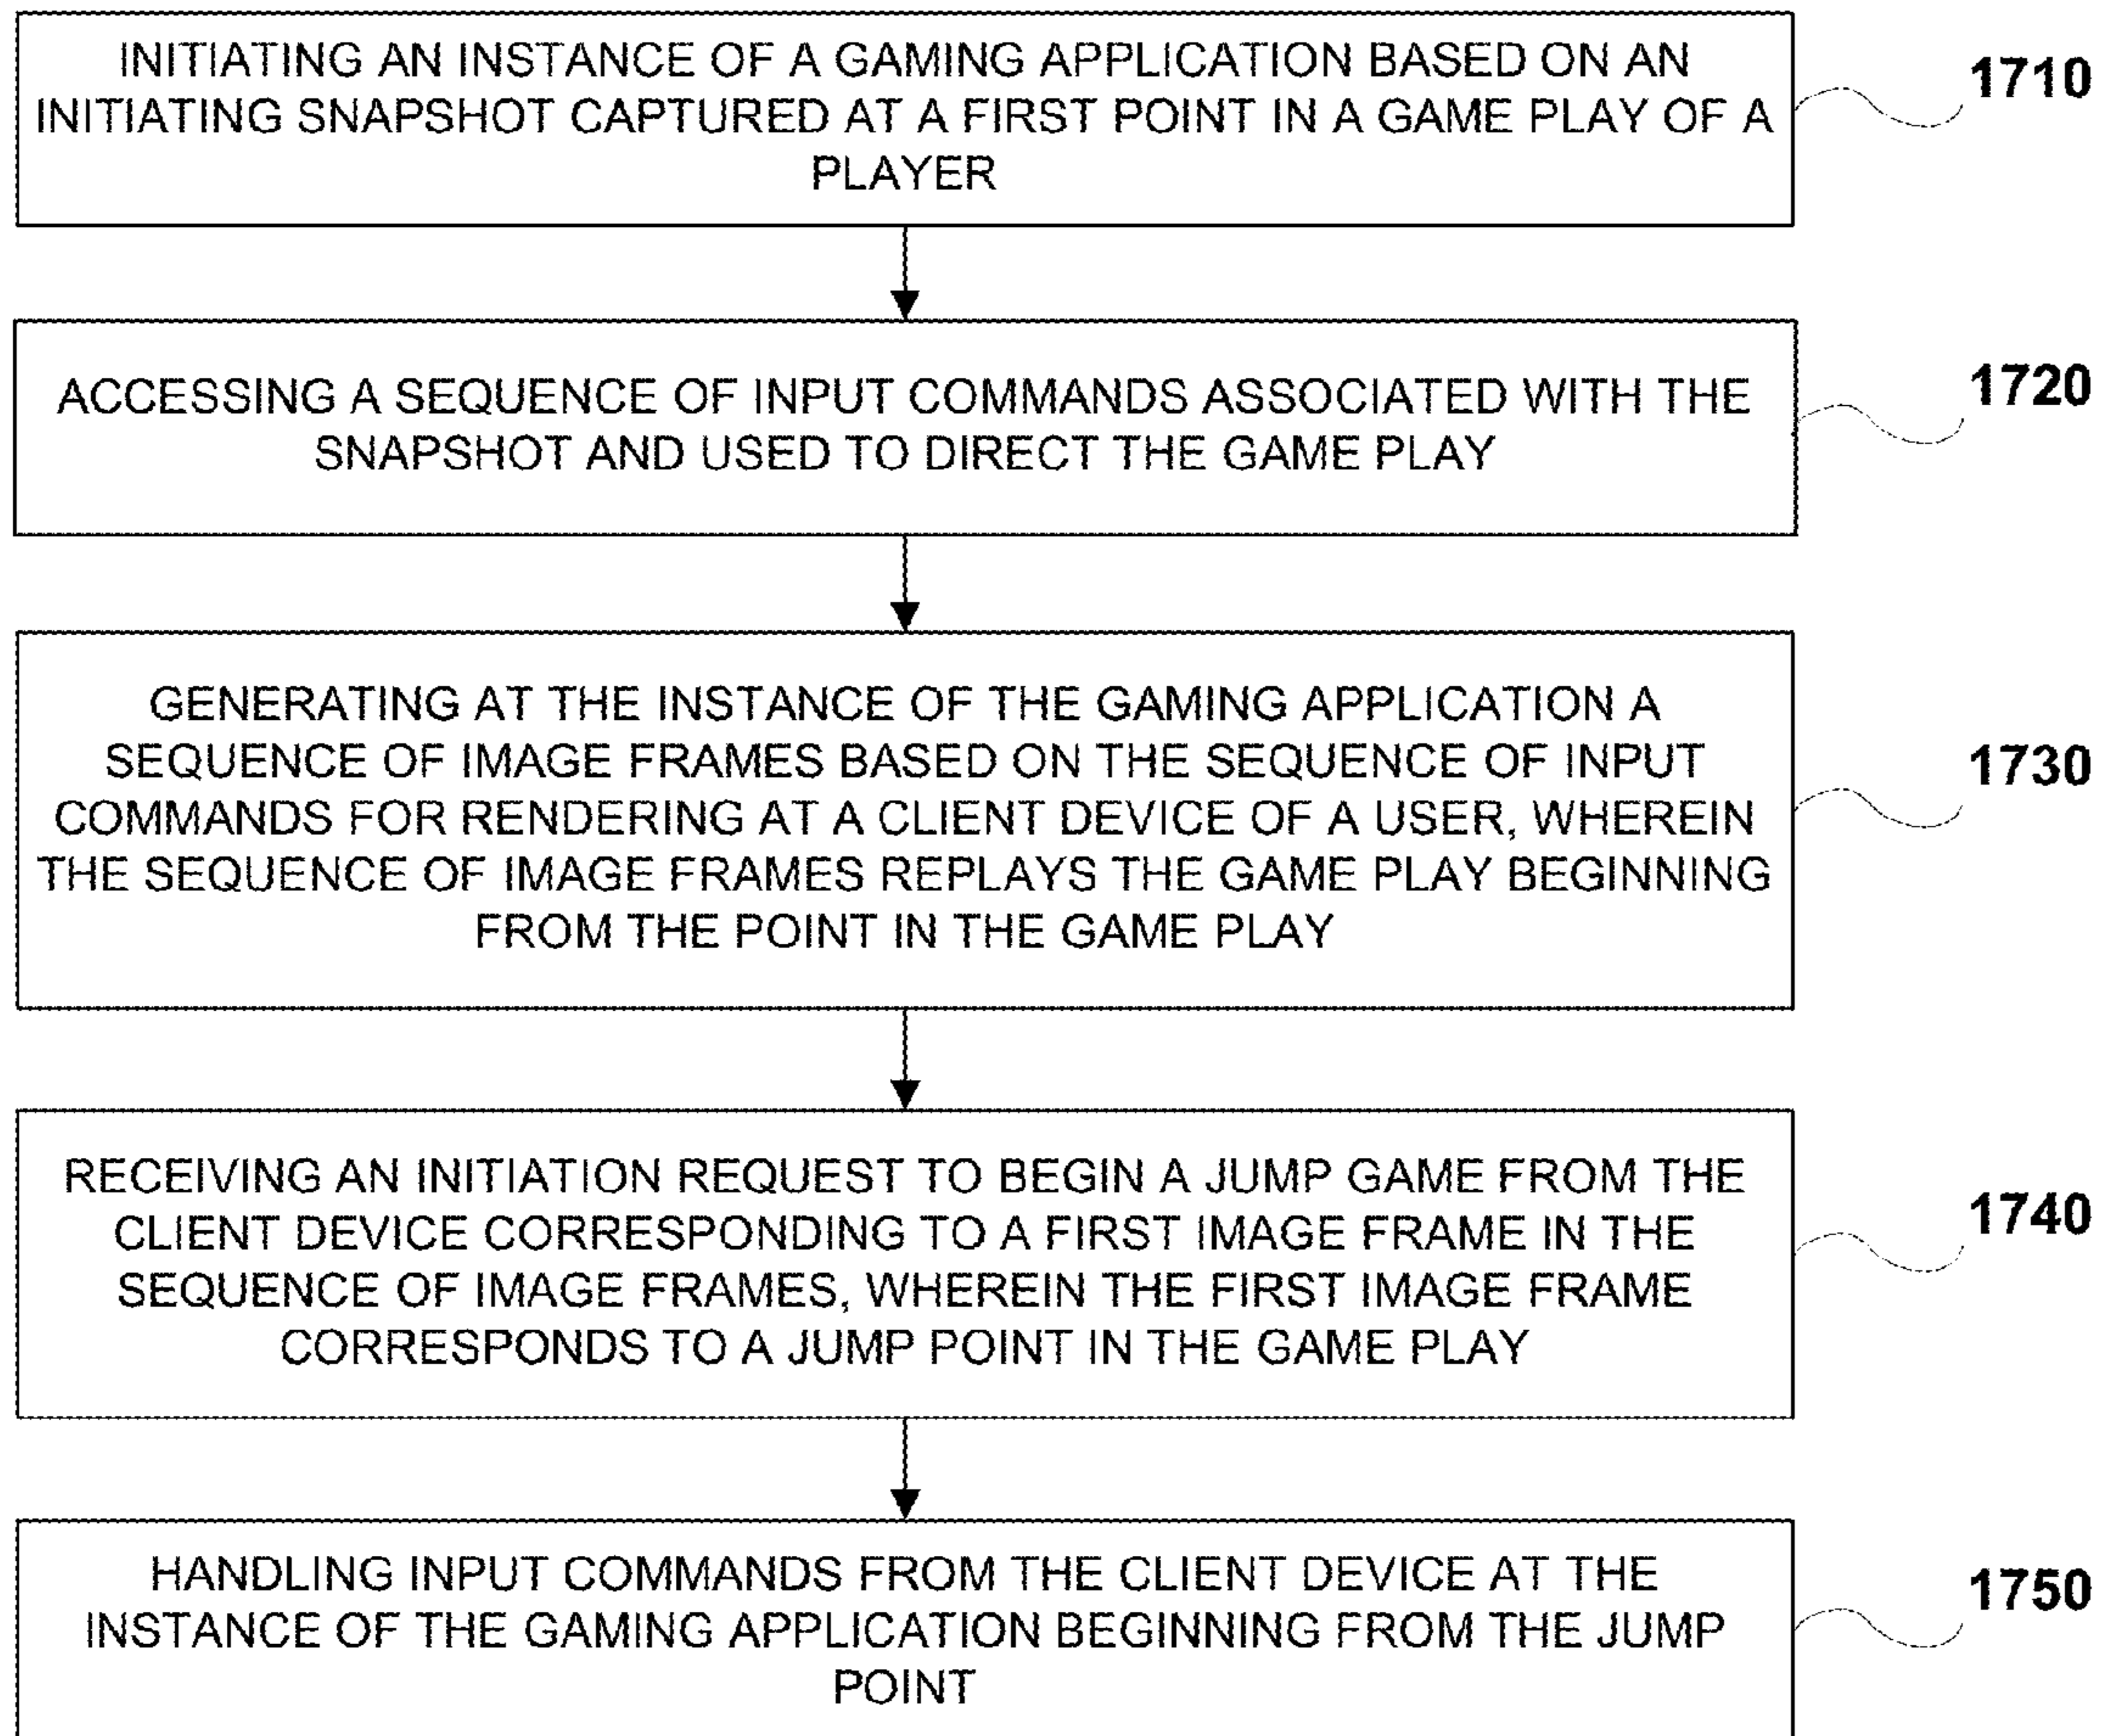 INITIATING AN INSTANCE OF A GAMING APPLICATION BASED ON AN
INITIATING SNAPSHOT CAPTURED AT A FIRST POINT IN A GAME PLAY OF A
PLAYER
1710
ACCESSING A SEQUENCE OF INPUT COMMANDS ASSOCIATED WITH THE
SNAPSHOT AND USED TO DIRECT THE GAME PLAY
1720
GENERATING AT THE INSTANCE OF THE GAMING APPLICATION A
SEQUENCE OF IMAGE FRAMES BASED ON THE SEQUENCE OF INPUT
COMMANDS FOR RENDERING AT A CLIENT DEVICE OF A USER, WHEREIN
THE SEQUENCE OF IMAGE FRAMES REPLAYS THE GAME PLAY BEGINNING
FROM THE POINT IN THE GAME PLAY
1730
RECEIVING AN INITIATION REQUEST TO BEGIN A JUMP GAME FROM THE
CLIENT DEVICE CORRESPONDING TO A FIRST IMAGE FRAME IN THE
SEQUENCE OF IMAGE FRAMES, WHEREIN THE FIRST IMAGE FRAME
CORRESPONDS TO A JUMP POINT IN THE GAME PLAY
1740
HANDLING INPUT COMMANDS FROM THE CLIENT DEVICE AT THE
INSTANCE OF THE GAMING APPLICATION BEGINNING FROM THE JUMP
POINT
1750